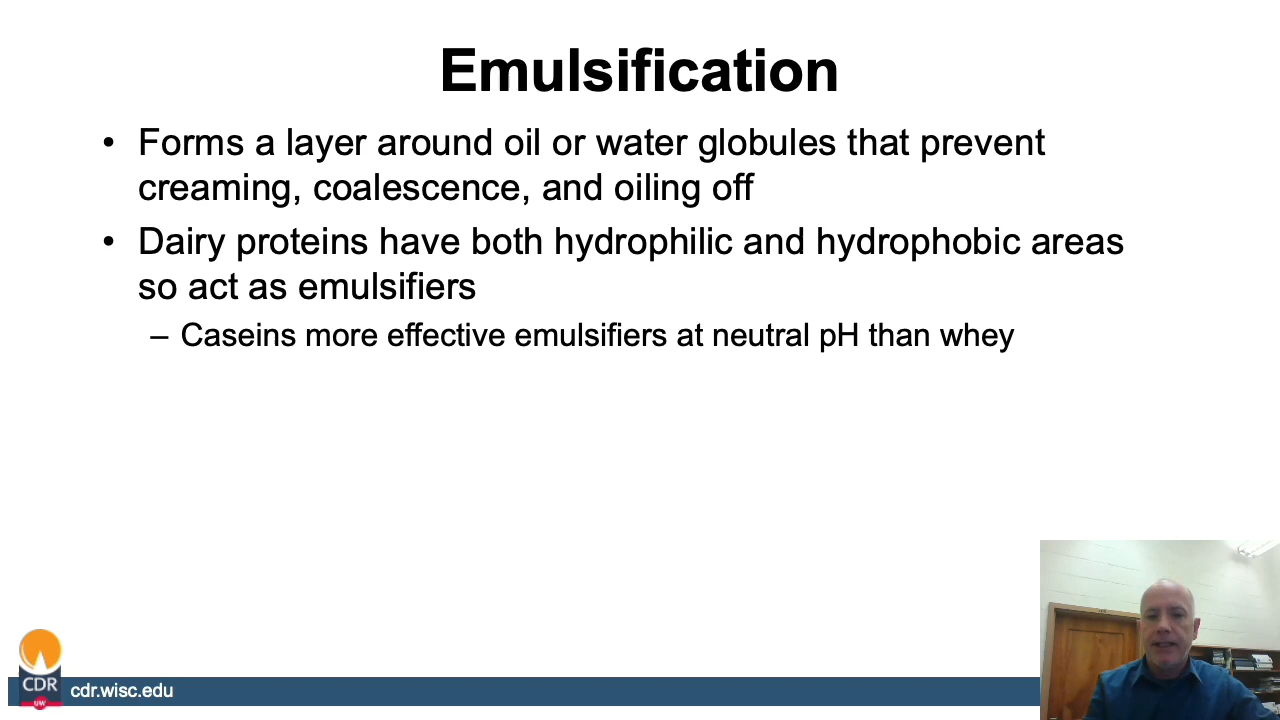 Emulsification
• Forms a layer around oil or water globules that prevent
creaming, coalescence, and oiling off
• Dairy proteins have both hydrophilic and hydrophobic areas
so act as emulsifiers
– Caseins more effective emulsifiers at neutral pH than whey
CDR
UW
cdr.wisc.edu